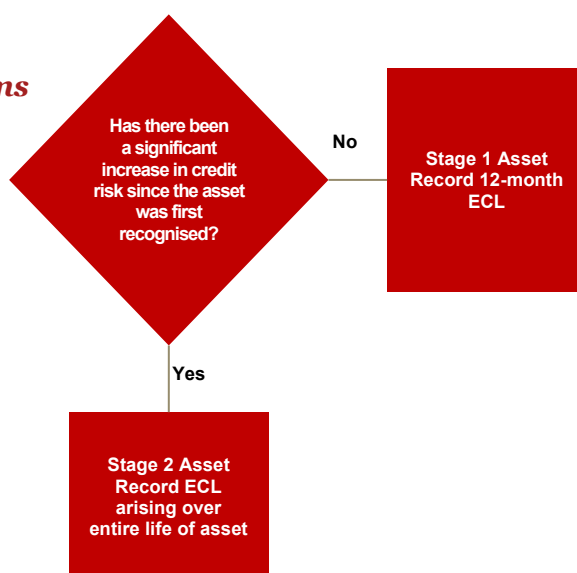 Has there been
a significant
increase in credit
risk since the asset
was first
recognised?
No
Stage 1 Asset
Record 12-month
ECL
Yes
Stage 2 Asset
Record ECL
arising over
entire life of asset